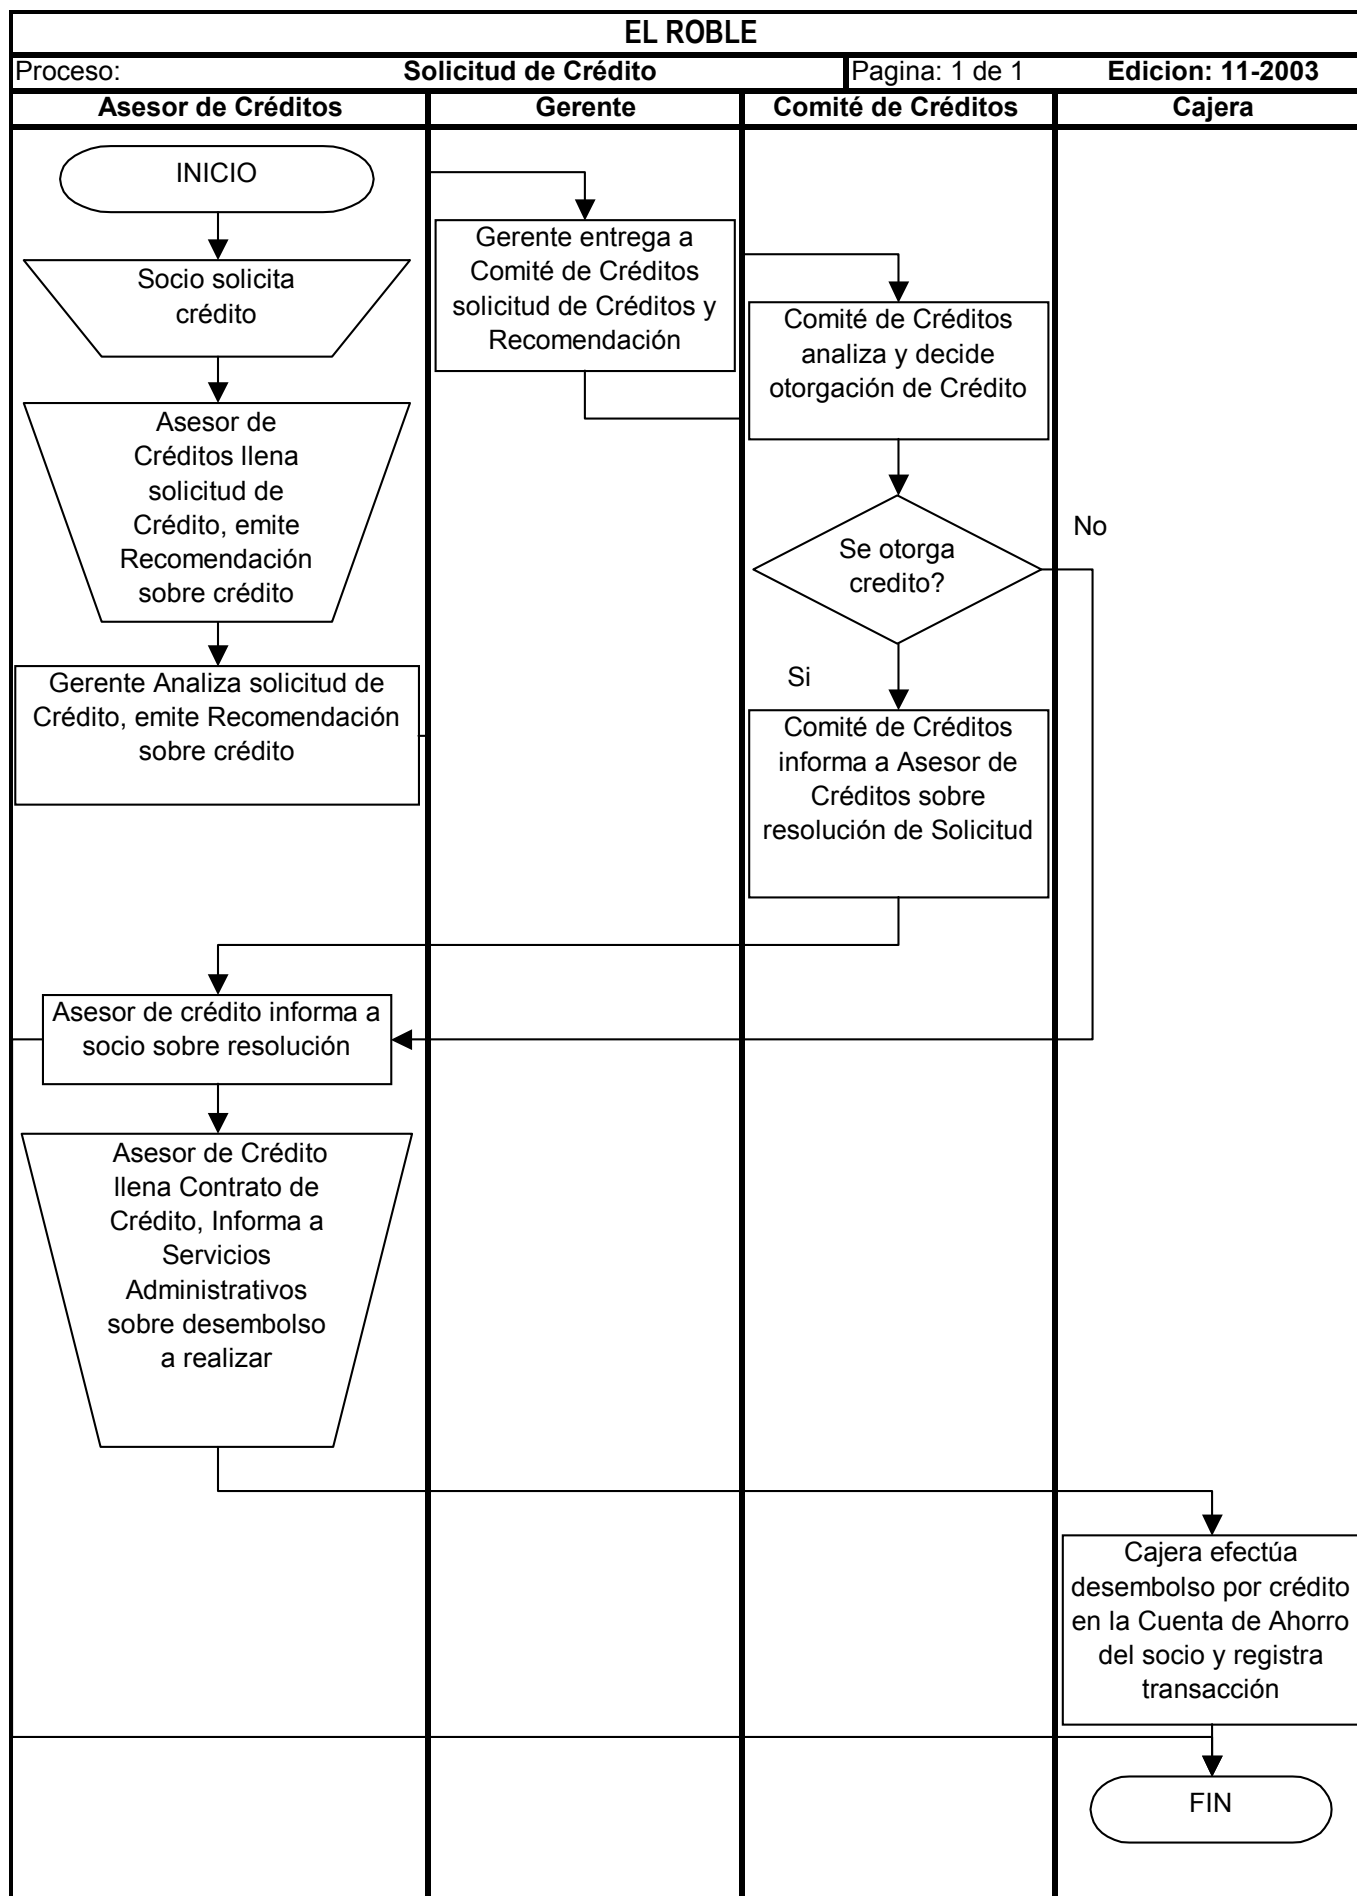 EL ROBLE
Proceso: Solicitud de Crédito Pagina: 1 de 1 Edicion: 11-2003
Asesor de Créditos Gerente Comité de Créditos Cajera
INICIO
Socio solicita
crédito
Asesor de
Créditos llena
solicitud de
Crédito, emite
Recomendación
sobre crédito
Gerente Analiza solicitud de
Crédito, emite Recomendación
sobre crédito
Gerente entrega a
Comité de Créditos
solicitud de Créditos y
Recomendación
Comité de Créditos
analiza y decide
otorgación de Crédito
Se otorga
credito?
No
Si
Comité de Créditos
informa a Asesor de
Créditos sobre
resolución de Solicitud
Asesor de crédito informa a
socio sobre resolución
Asesor de Crédito
llena Contrato de
Crédito, Informa a
Servicios
Administrativos
sobre desembolso
a realizar
Cajera efectúa
desembolso por crédito
en la Cuenta de Ahorro
del socio y registra
transacción
FIN